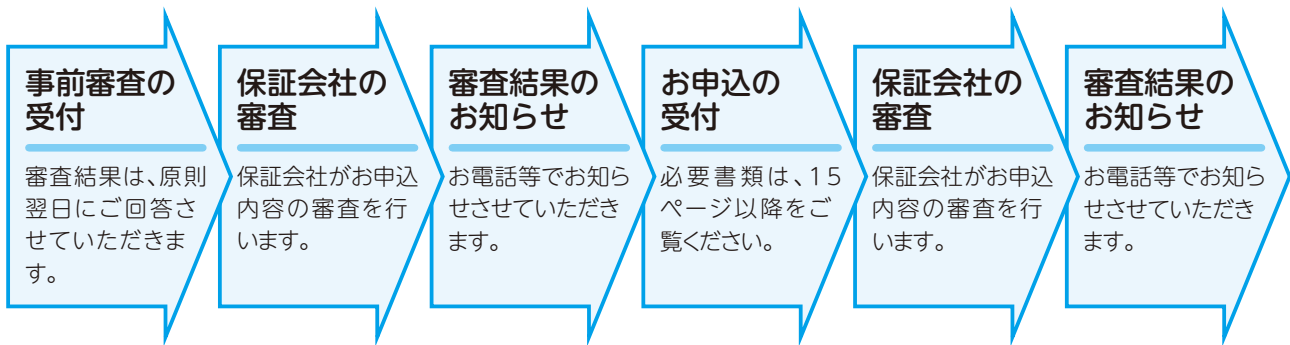 事前審査の
受付
審査結果は、原則
翌日にご回答さ
せていただきま
す。
保証会社の
審査
保証会社がお申込
内容の審査を行
います。
審査結果の
お知らせ
お電話等でお知ら
せさせていただき
ます。
お申込の
受付
必要書類は、15
ページ以降をご
覧ください。
保証会社の
審査
保証会社がお申込
内容の審査を行
います。
審査結果の
お知らせ
お電話等でお知ら
せさせていただき
ます。